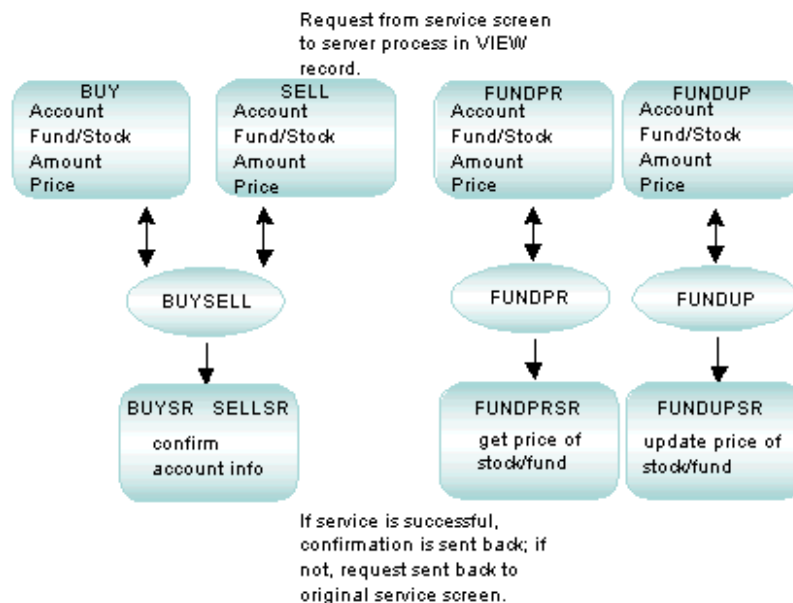 Request from service screen
to server process in VIEW
record.
BUY
Account
Fund/Stock
Amount
Price
SELL
Account
Fund/Stock
Amount
Price
FUNDPR
Account
Fund/Stock
Amount
Price
FUNDUP
Account
Fund/Stock
Amount
Price
BUYSELL
FUNDPR
FUNDUP
BUYSR SELLSR
confirm
account info
FUNDPRSR
get price of
stock/fund
FUNDUPSR
update price of
stock/fund
If service is successful,
confirmation is sent back; if
not, request sent back to
original service screen.